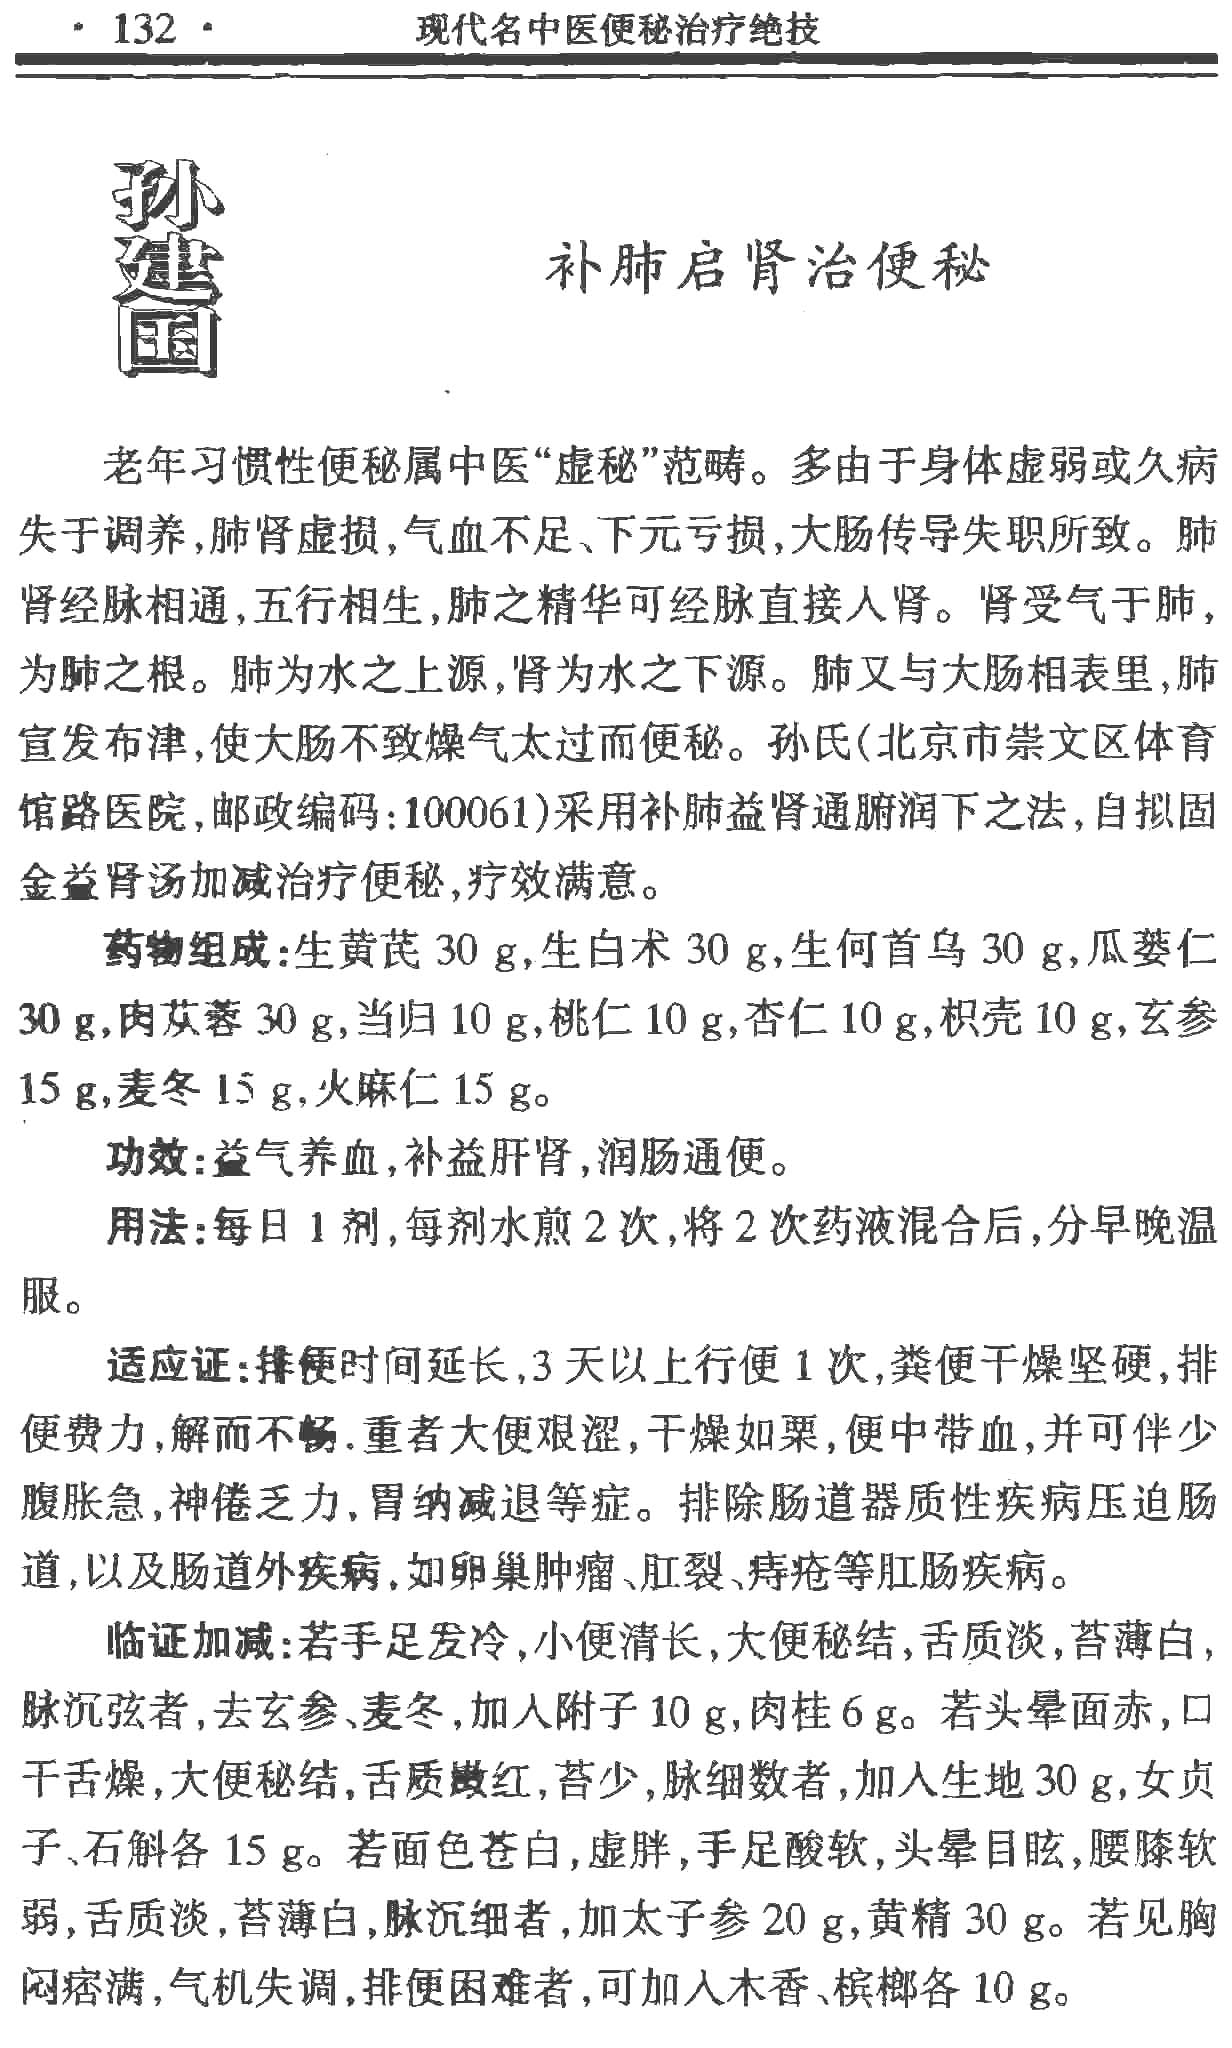 · 132 ·
现代名中医便秘治疗绝技
孙建国
补肺启肾治便秘
老年习惯性便秘属中医“虚秘”范畴。多由于身体虚弱或久病
失于调养,肺肾虚损,气血不足、下元亏损,大肠传导失职所致。肺
肾经脉相通,五行相生,肺之精华可经脉直接人肾。肾受气于肺,
为肺之根。肺为水之上源,肾为水之下源。肺又与大肠相表里,肺
宣发布津,使大肠不致燥气太过而便秘。孙氏(北京市崇文区体育
馆路医院,邮政编码:100061)采用补肺益肾通腑润下之法,自拟固
金益肾汤加减治疗便秘,疗效满意。
药物组成:生黄芪 30 g,生白术 30 g,生何首乌 30 g,瓜蒌仁
30 g,肉苁蓉 30 g,当归 10 g,桃仁 10 g,杏仁 10 g,枳壳 10 g,玄参
15 g,麦冬 15 g,火麻仁 15 g。
功效:益气养血,补益肝肾,润肠通便。
用法:每日 1 剂,每剂水煎 2 次,将 2 次药液混合后,分早晚温
服。
适应证:排便时间延长,3 天以上行便 1 次,粪便干燥坚硬,排
便费力,解而不畅.重者大便艰涩,干燥如栗,便中带血,并可伴少
腹胀急,神倦乏力,胃纳减退等症。排除肠道器质性疾病压迫肠
道,以及肠道外疾病,如卵巢肿瘤、肛裂、痔疮等肛肠疾病。
临证加减:若手足发冷,小便清长,大便秘结,舌质淡,苔薄白,
脉沉弦者,去玄参、麦冬,加人附子 10 g,肉桂 6 g。若头晕面赤,口
干舌燥,大便秘结,舌质嫩红,苔少,脉细数者,加入生地 30 g,女贞
子、石斛各 15 g。若面色苍白,虚胖,手足酸软,头晕目眩,腰膝软
弱,舌质淡,苔薄白,脉沉细者,加太子参 20 g,黄精 30 g。若见胸
闷痞满,气机失调,排便困难者,可加入木香、槟榔各 10 g。